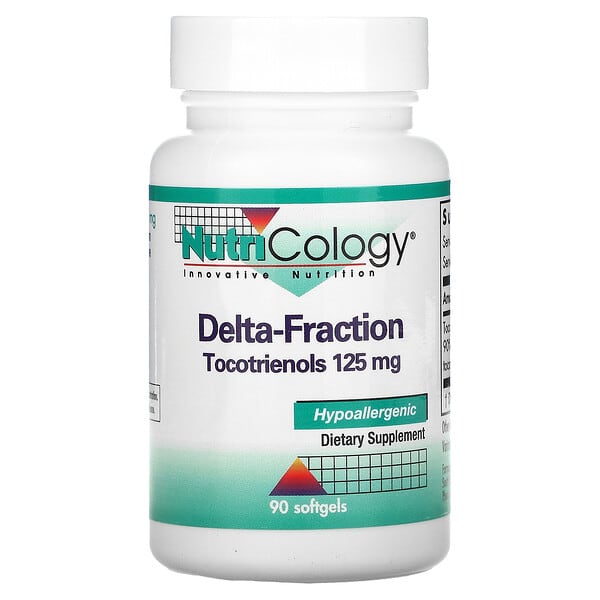 NutriCology®
Innovative Nutrition
Delta-Fraction
Tocotrienols 125 mg
Hypoallergenic
Dietary Supplement
90 softgels